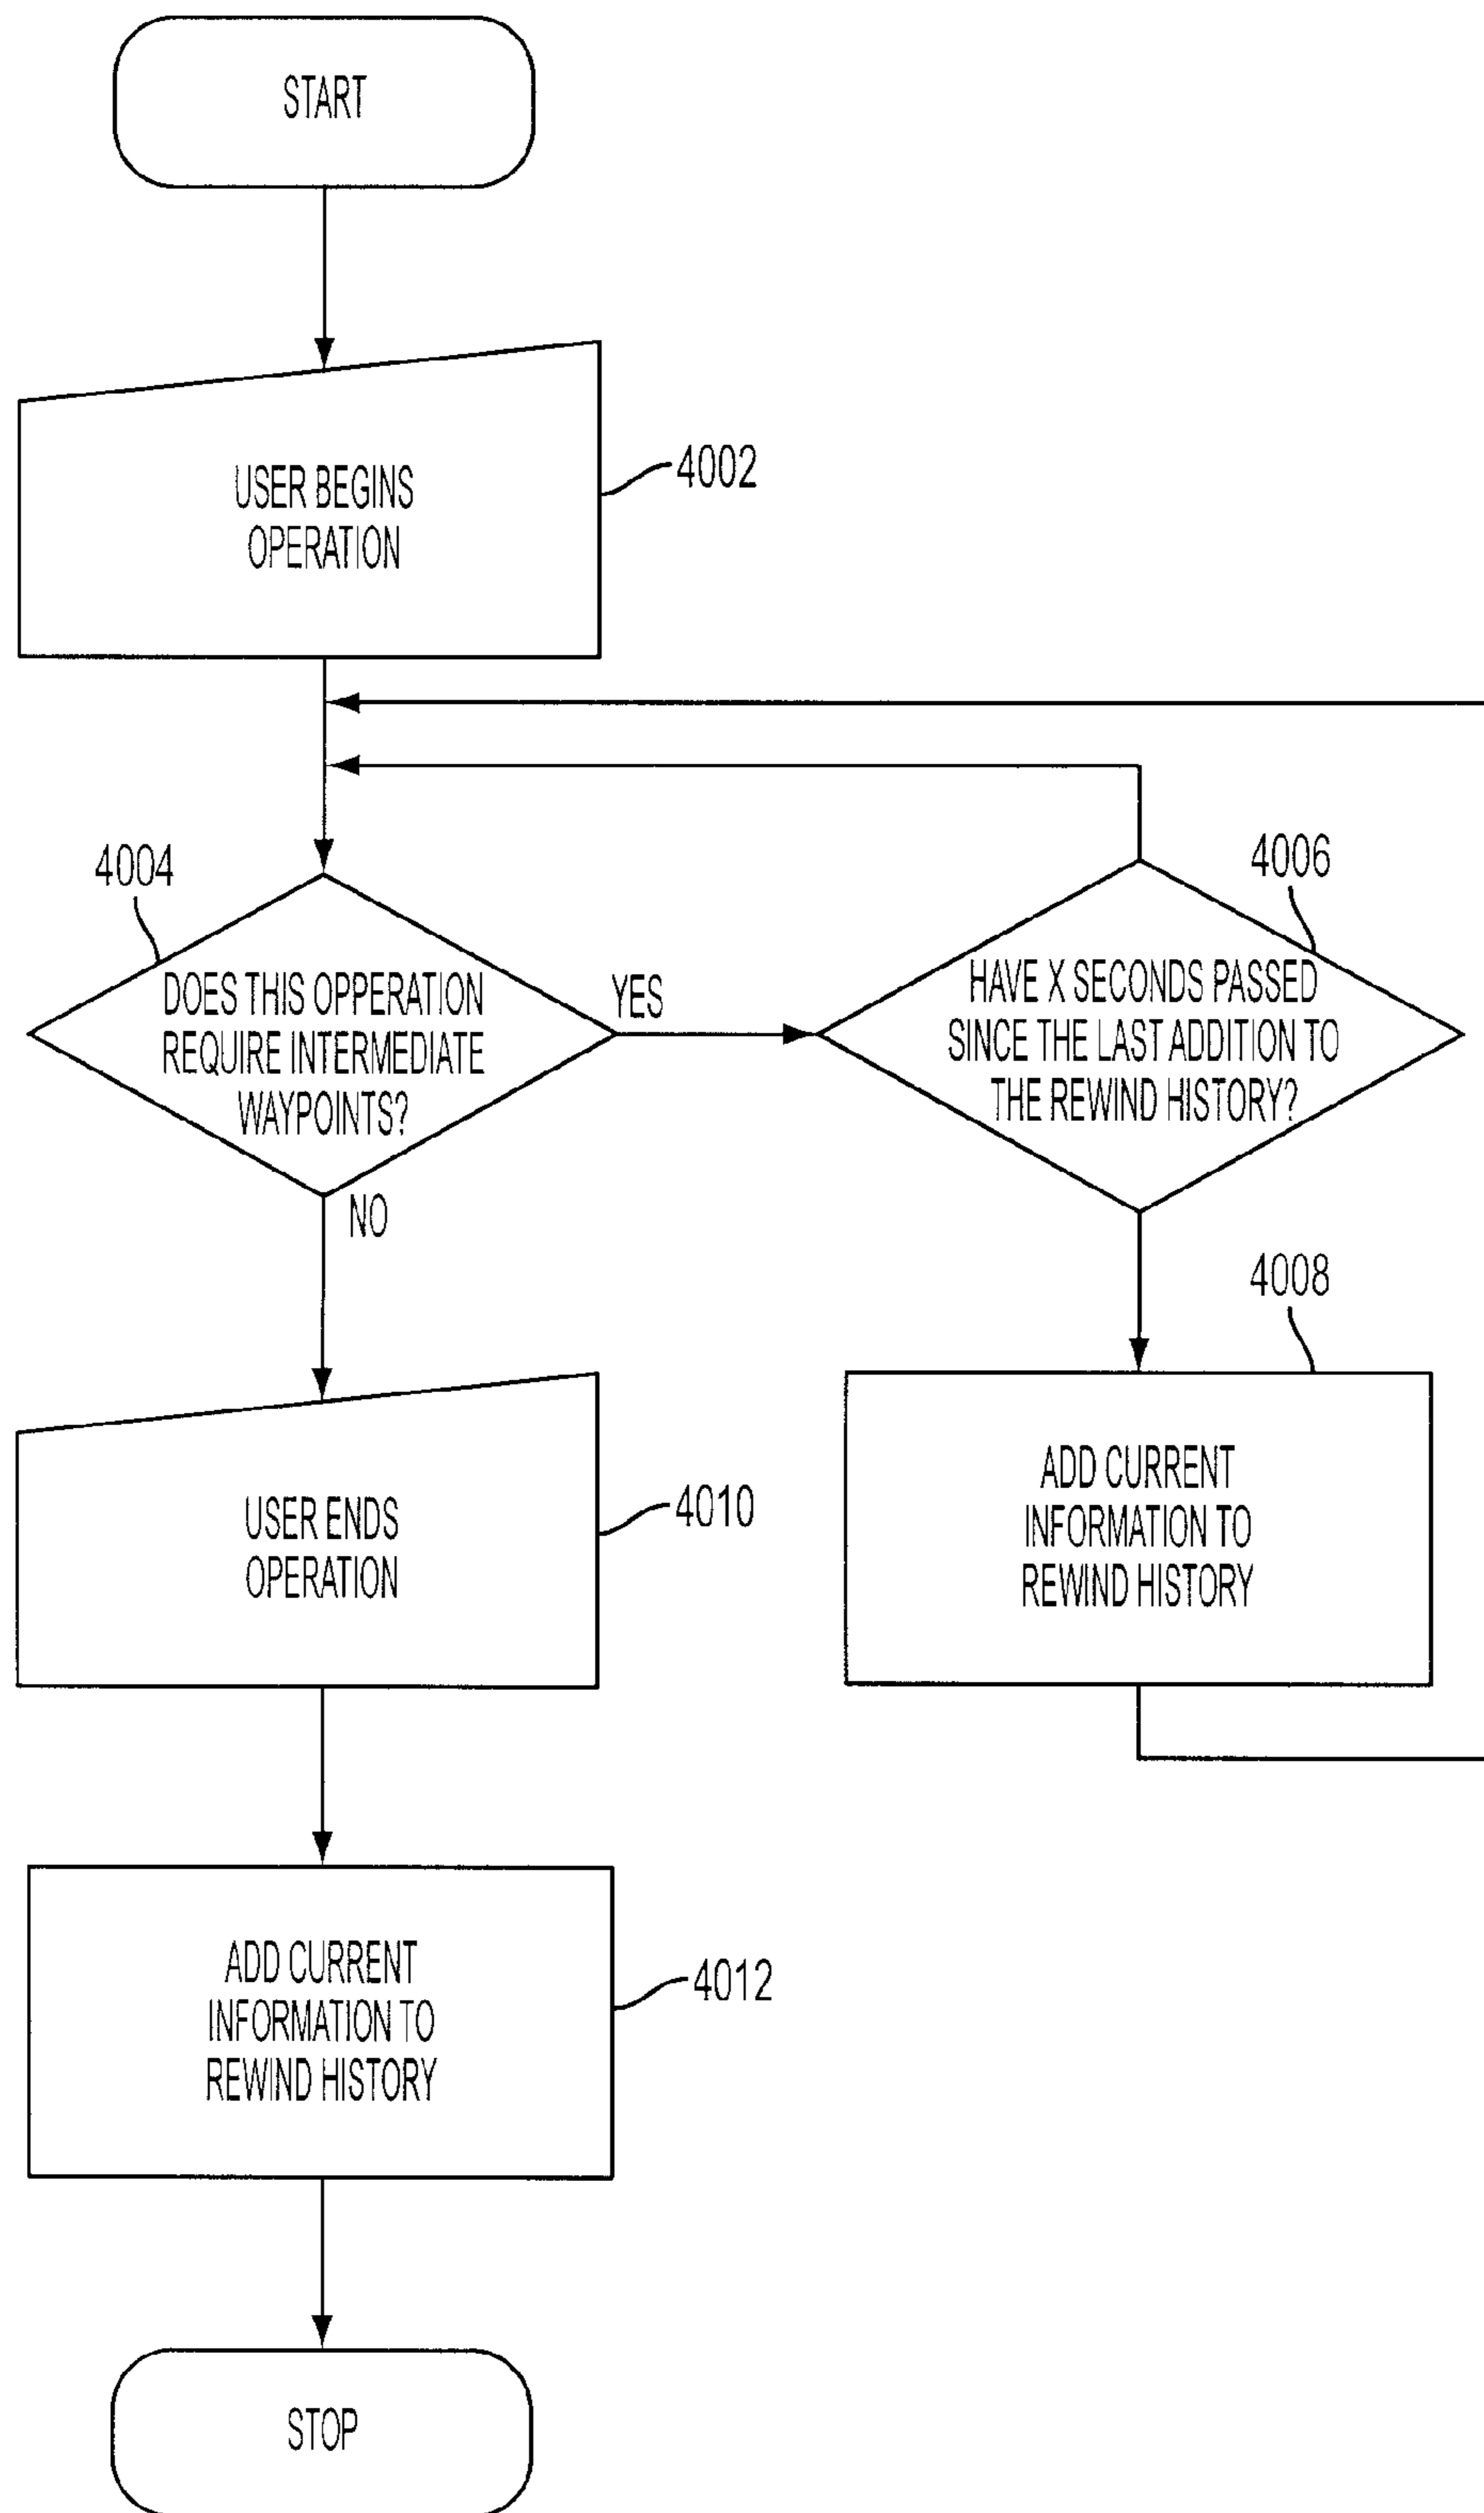 START
USER BEGINS
OPERATION
4002
4004
DOES THIS OPPERATION
REQUIRE INTERMEDIATE
WAYPOINTS?
YES
NO
4006
HAVE X SECONDS PASSED
SINCE THE LAST ADDITION TO
THE REWIND HISTORY?
4008
ADD CURRENT
INFORMATION TO
REWIND HISTORY
USER ENDS
OPERATION
4010
ADD CURRENT
INFORMATION TO
REWIND HISTORY
4012
STOP